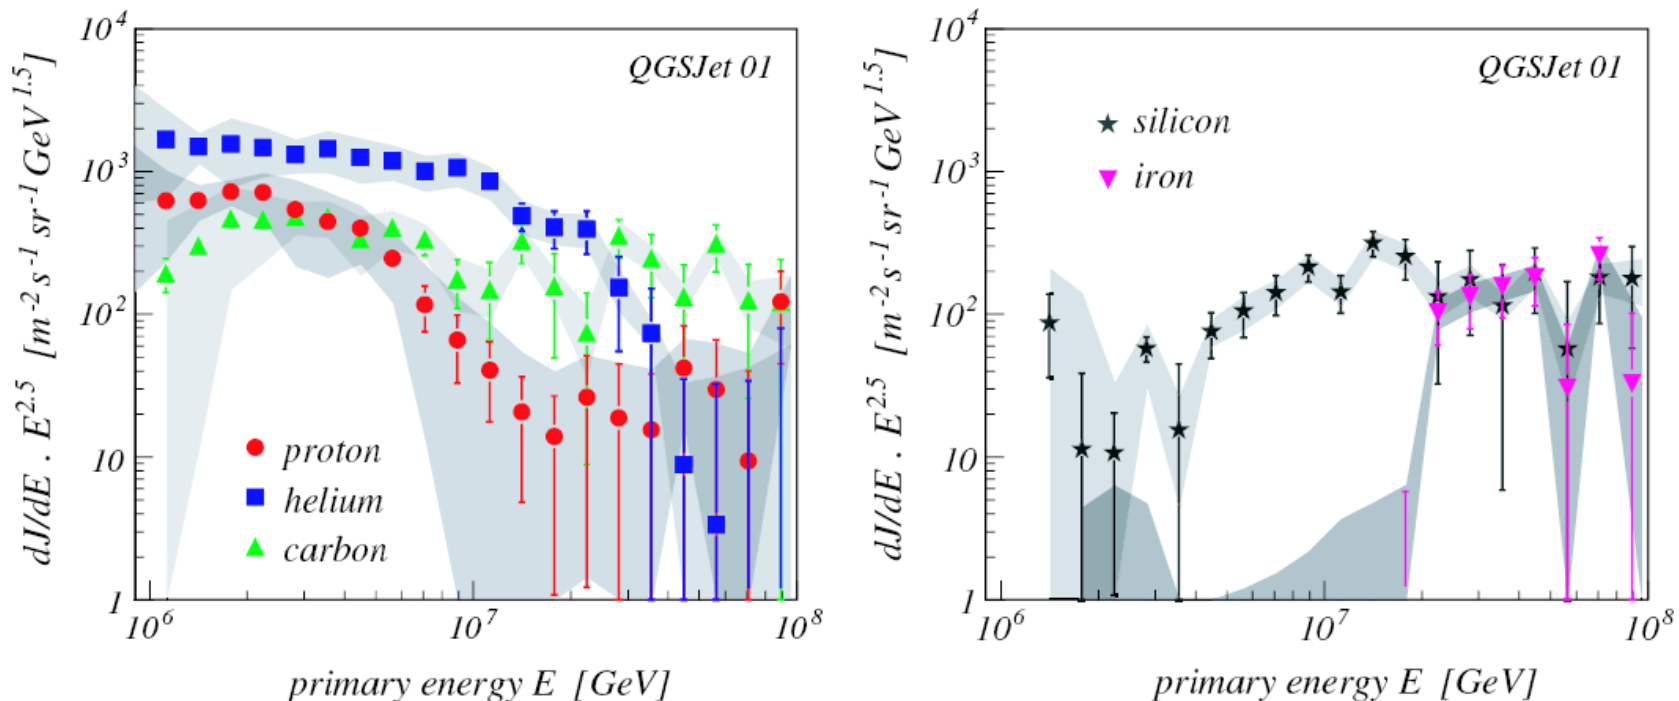 10^4
10^3
10^2
10
1
dJ/dE . E^2.5 [m^-2 s^-1 sr^-1 GeV^1.5]
QGSJet 01
proton
helium
carbon
10^6
10^7
10^8
primary energy E [GeV]
10^4
10^3
10^2
10
1
dJ/dE . E^2.5 [m^-2 s^-1 sr^-1 GeV^1.5]
QGSJet 01
silicon
iron
10^6
10^7
10^8
primary energy E [GeV]